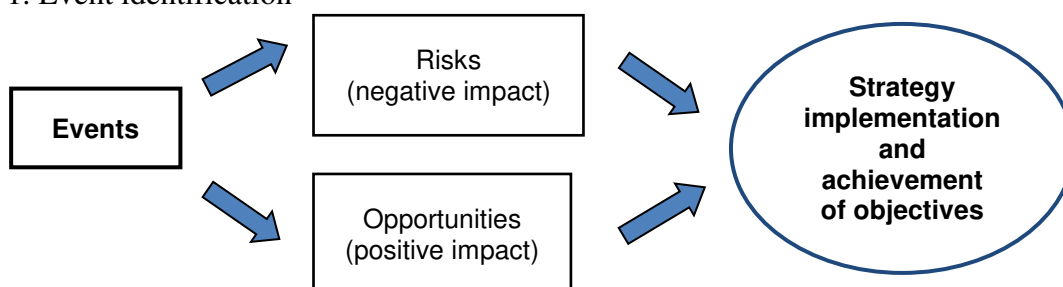 1. Event identification
Events
Risks
(negative impact)
Opportunities
(positive impact)
Strategy
implementation
and
achievement
of objectives